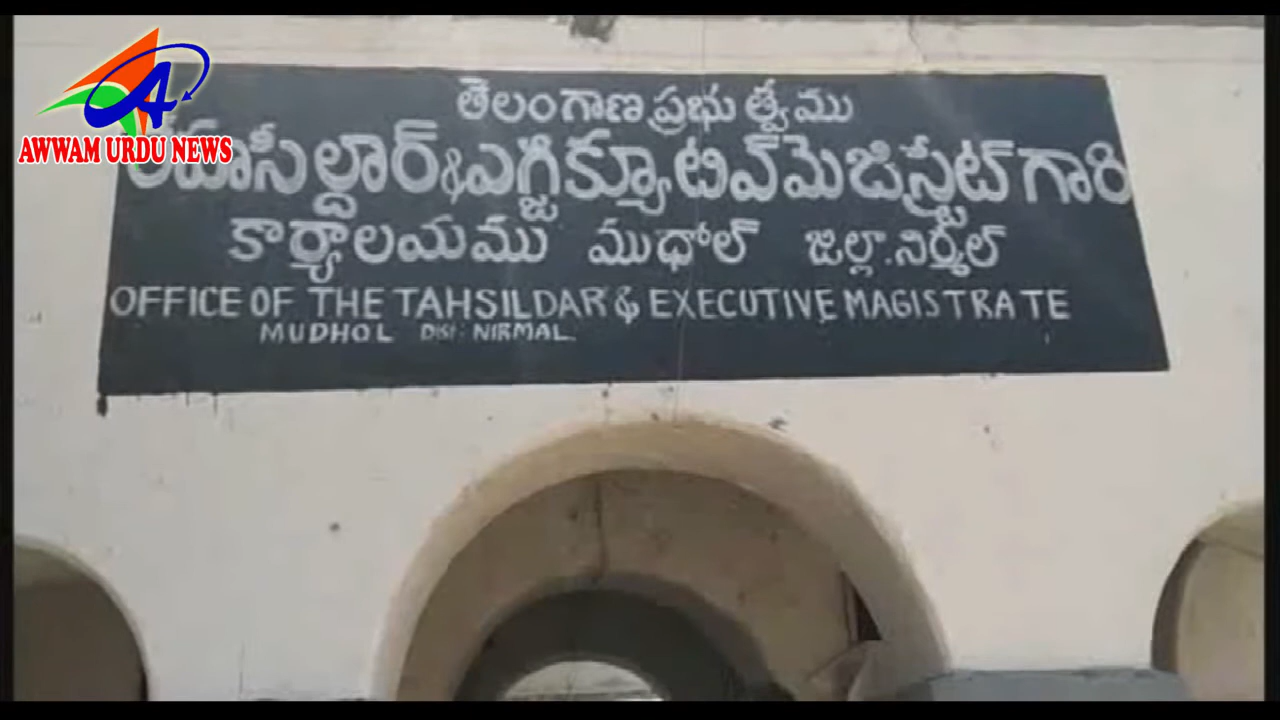 AWWAM URDU NEWS
తెలంగాణ ప్రభుత్వము
తహసీల్దార్ & ఎగ్జిక్యూటివ్ మెజిస్ట్రేట్ గారి
కార్యాలయము ముధోల్ జిల్లా.నిర్మల్
OFFICE OF THE TAHSILDAR & EXECUTIVE MAGISTRATE
MUDHOL DIST: NIRMAL.